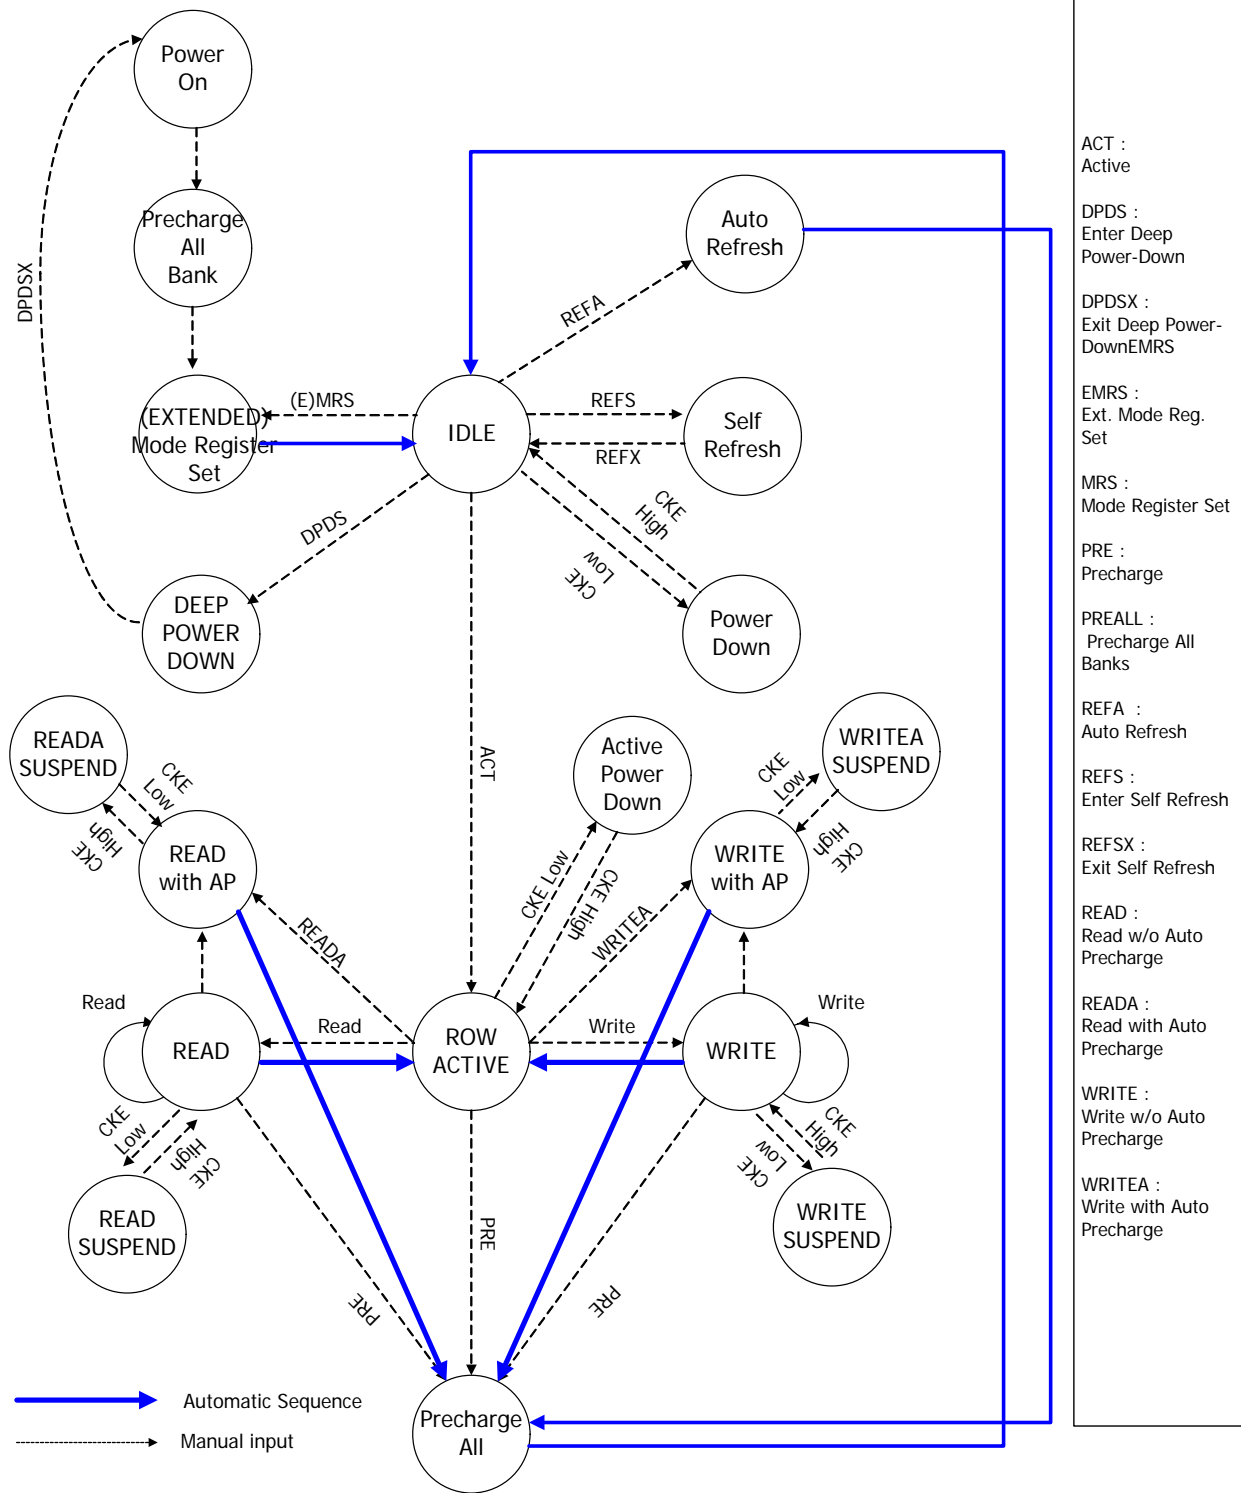 Power
On
Precharge
All
Bank
DPDSX
Auto
Refresh
REFA
(EXTENDED)
Mode Register
Set
(E)MRS
IDLE
REFS
REFX
Self
Refresh
DPDS
CKE
High
CKE
Low
DEEP
POWER
DOWN
Power
Down
READA
SUSPEND
CKE
Low
CKE
High
READ
with AP
ACT
Active
Power
Down
WRITEA
SUSPEND
CKE
Low
CKE
High
WRITE
with AP
CKE Low
CKE High
READA
WRITEA
Read
READ
Read
ROW
ACTIVE
Write
WRITE
Write
CKE
Low
CKE
High
READ
SUSPEND
CKE
High
CKE
Low
WRITE
SUSPEND
PRE
PRE
PRE
Precharge
All
Automatic Sequence
Manual input
ACT :
Active
DPDS :
Enter Deep
Power-Down
DPDSX :
Exit Deep Power-
DownEMRS
EMRS :
Ext. Mode Reg.
Set
MRS :
Mode Register Set
PRE :
Precharge
PREALL :
Precharge All
Banks
REFA :
Auto Refresh
REFS :
Enter Self Refresh
REFSX :
Exit Self Refresh
READ :
Read w/o Auto
Precharge
READA :
Read with Auto
Precharge
WRITE :
Write w/o Auto
Precharge
WRITEA :
Write with Auto
Precharge